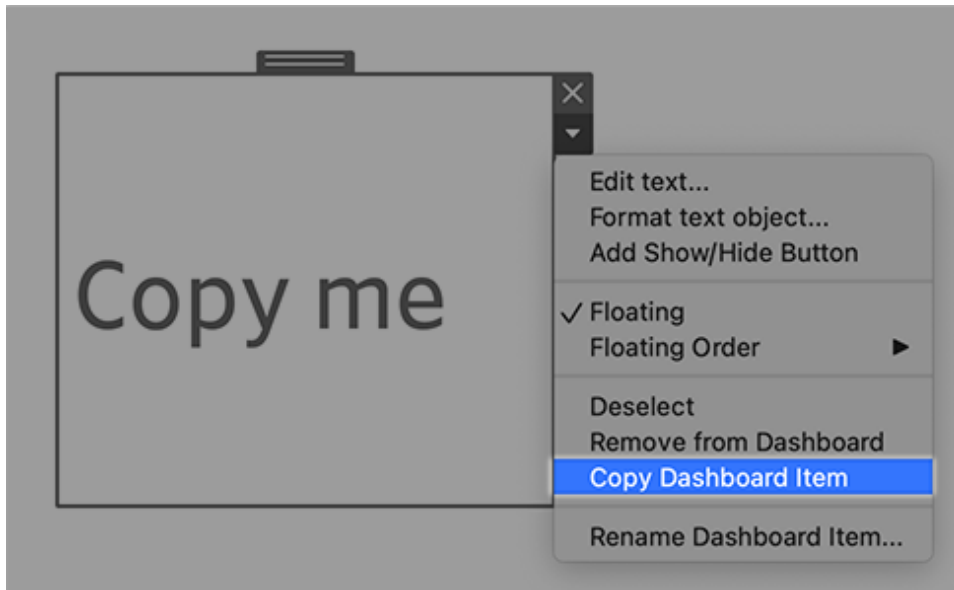 Copy me
Edit text...
Format text object...
Add Show/Hide Button
Floating
Floating Order
Deselect
Remove from Dashboard
Copy Dashboard Item
Rename Dashboard Item...